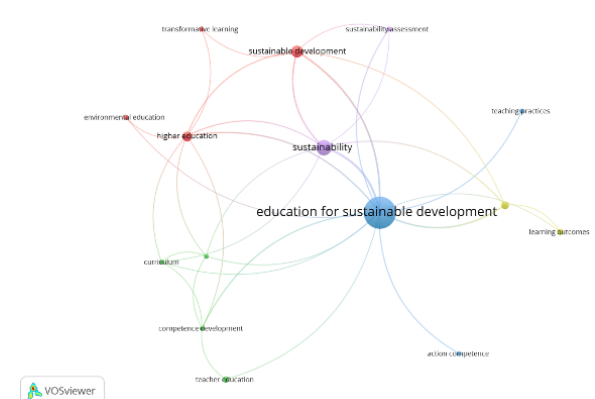 transformative learning
sustainability assessment
sustainable development
teaching practices
environmental education
higher education
sustainability
education for sustainable development
learning outcomes
curriculum
competence development
action competence
teacher education
VOSviewer